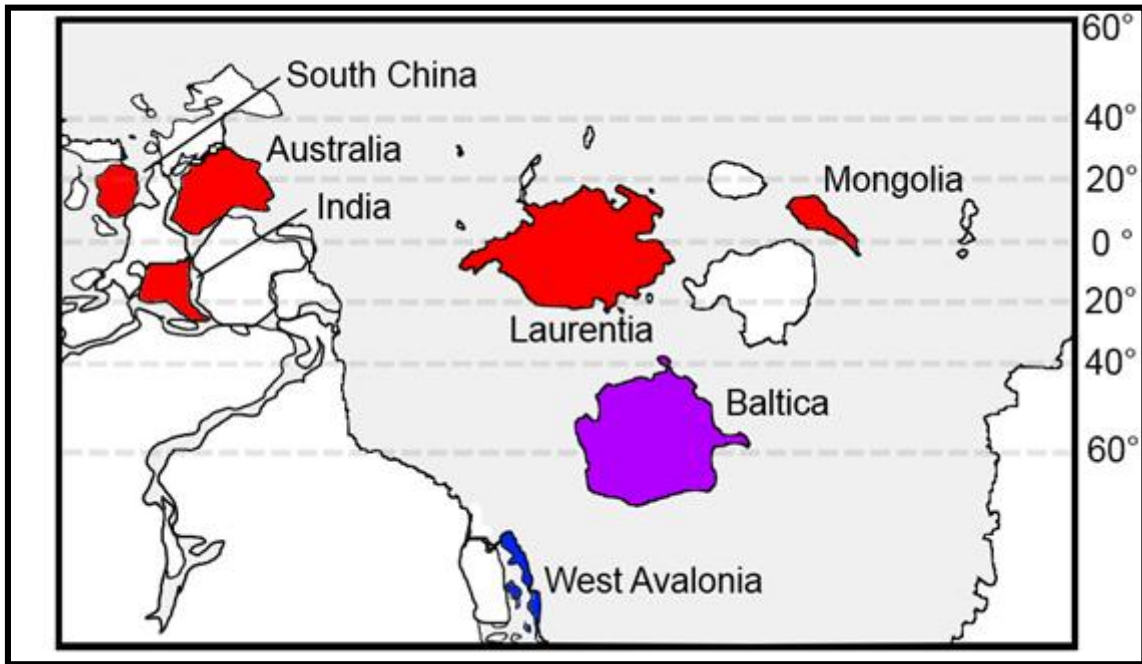 60°
South China
40°
Australia
Mongolia
20°
India
0°
20°
Laurentia
40°
Baltica
60°
West Avalonia